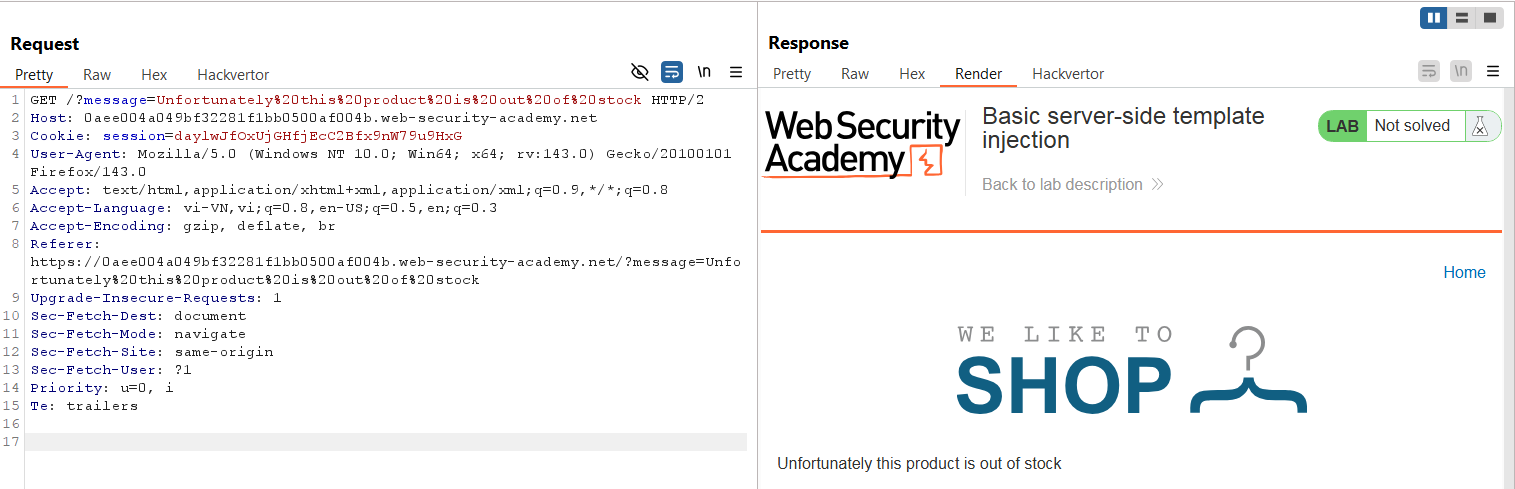 Request
Pretty Raw Hex Hackvertor
\n
1 GET /?message=Unfortunately%20this%20product%20is%20out%20of%20stock HTTP/2
2 Host: 0aee004a049bf32281f1bb0500af004b.web-security-academy.net
3 Cookie: session=daylwJfOxUjGHfjEcC2Bfx9nW79u9HxG
4 User-Agent: Mozilla/5.0 (Windows NT 10.0; Win64; x64; rv:143.0) Gecko/20100101
Firefox/143.0
5 Accept: text/html,application/xhtml+xml,application/xml;q=0.9,*/*;q=0.8
6 Accept-Language: vi-VN,vi;q=0.8,en-US;q=0.5,en;q=0.3
7 Accept-Encoding: gzip, deflate, br
8 Referer:
https://0aee004a049bf32281f1bb0500af004b.web-security-academy.net/?message=Unfo
rtunately%20this%20product%20is%20out%20of%20stock
9 Upgrade-Insecure-Requests: 1
10 Sec-Fetch-Dest: document
11 Sec-Fetch-Mode: navigate
12 Sec-Fetch-Site: same-origin
13 Sec-Fetch-User: ?1
14 Priority: u=0, i
15 Te: trailers
16
17
Response
Pretty Raw Hex Render Hackvertor
\n
Web Security
Academy
Basic server-side template
injection
Back to lab description
LAB Not solved
Home
WE LIKE TO
SHOP
Unfortunately this product is out of stock